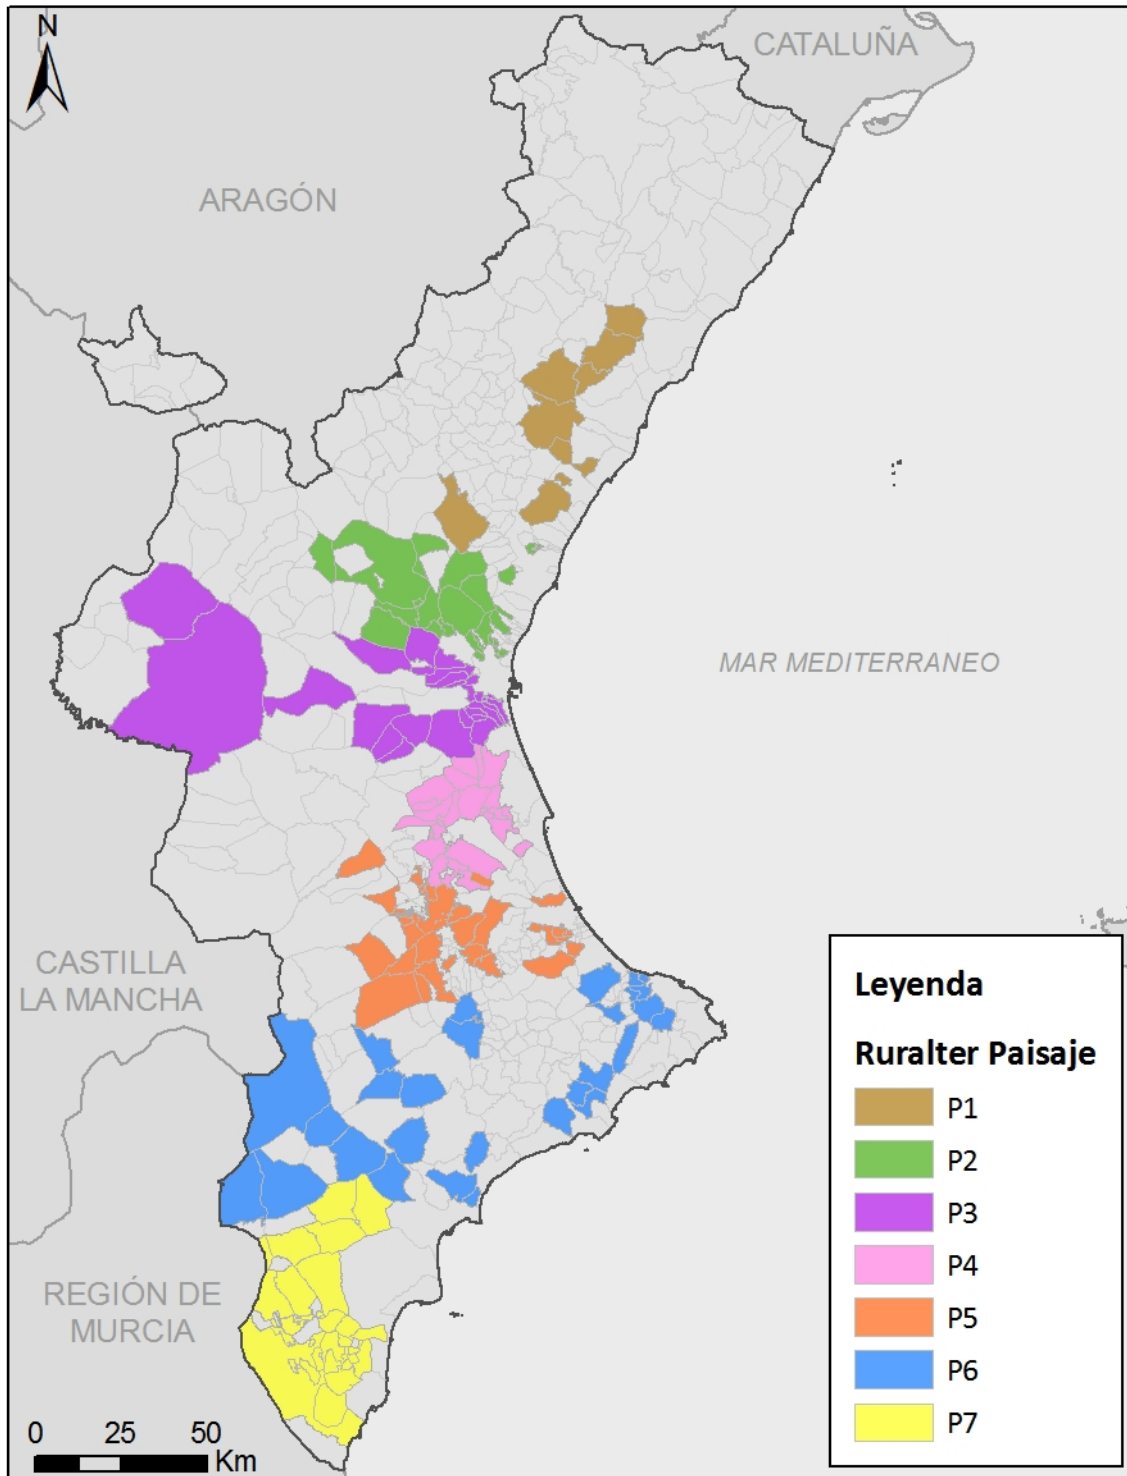 N
CATALUÑA
ARAGÓN
MAR MEDITERRANEO
CASTILLA
LA MANCHA
REGIÓN DE
MURCIA
Leyenda
Ruralter Paisaje
P1
P2
P3
P4
P5
P6
P7
0 25 50
Km